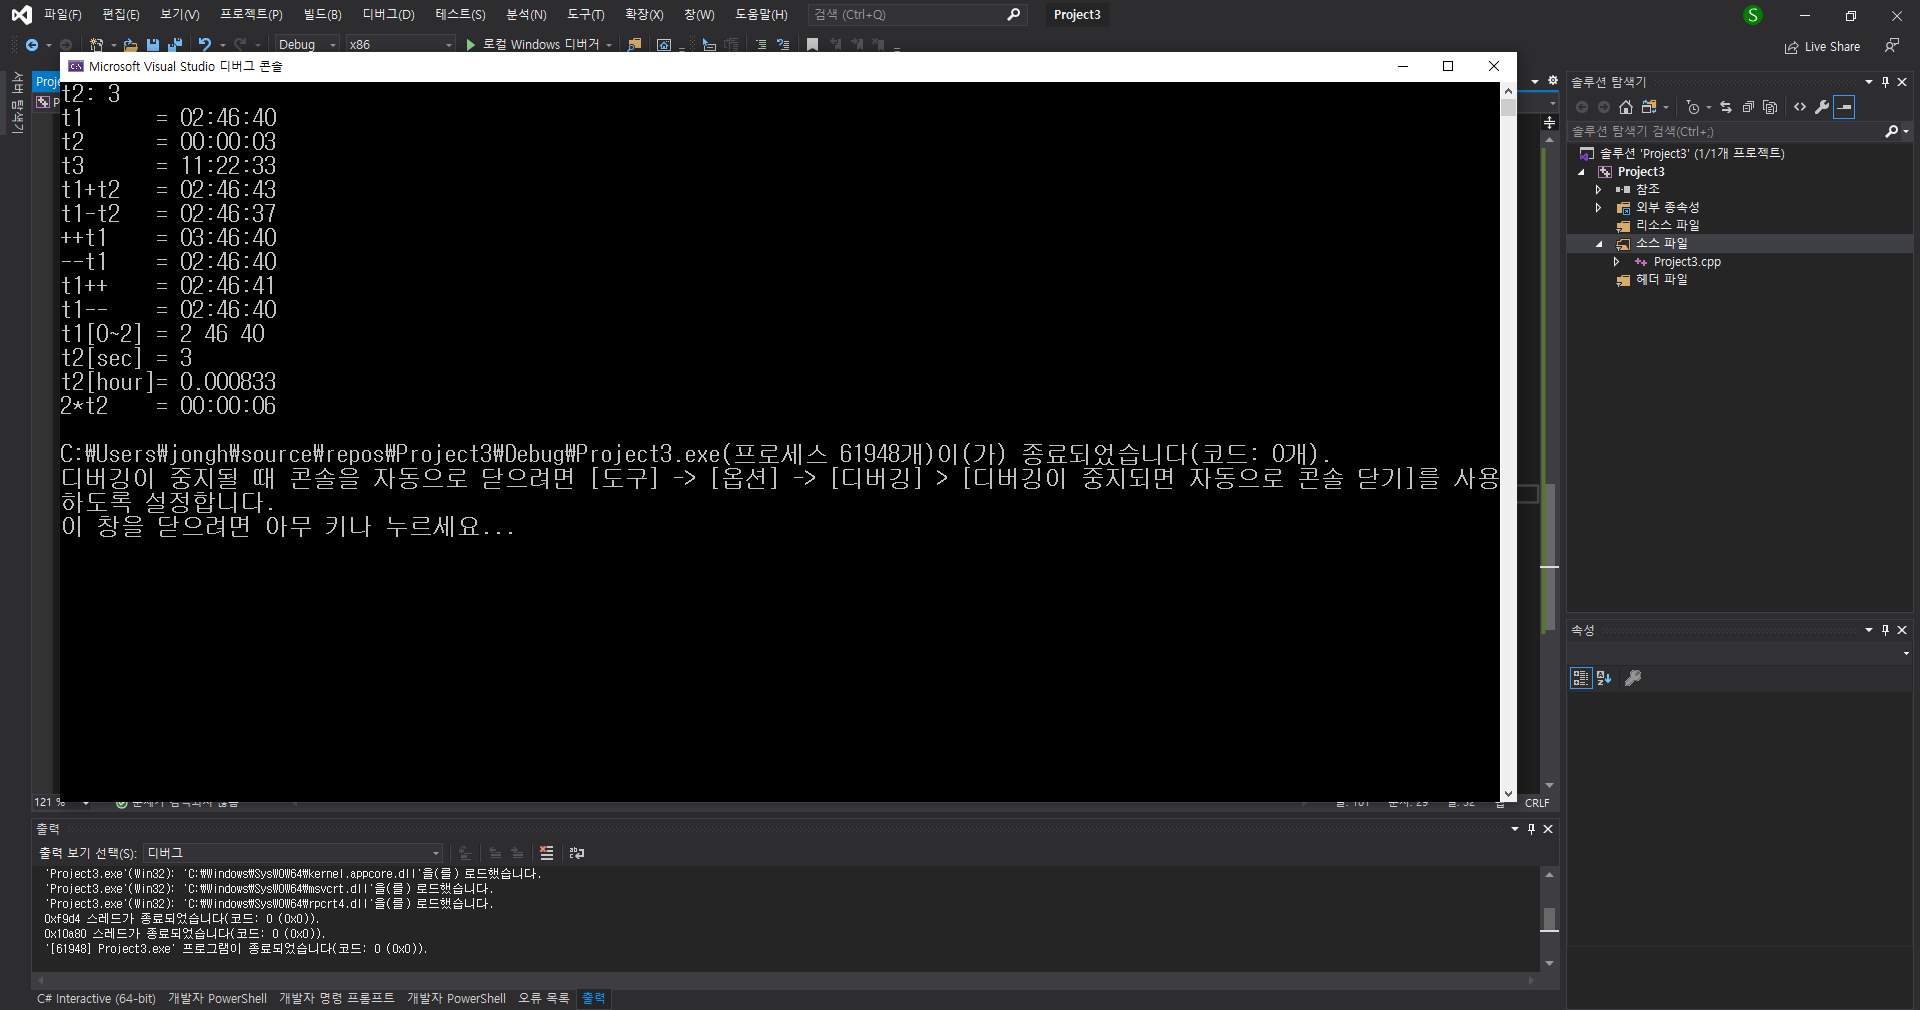 파일(F) 편집(E) 보기(V) 프로젝트(P) 빌드(B) 디버그(D) 테스트(S) 분석(N) 도구(T) 확장(X) 창(W) 도움말(H) 검색 (Ctrl+Q) Project3 S
Debug x86 로컬 Windows 디버거 Live Share
서버 탐색기
Microsoft Visual Studio 디버그 콘솔
t2: 3
t1      = 02:46:40
t2      = 00:00:03
t3      = 11:22:33
t1+t2   = 02:46:43
t1-t2   = 02:46:37
++t1    = 03:46:40
--t1    = 02:46:40
t1++    = 02:46:41
t1--    = 02:46:40
t1[0~2] = 2 46 40
t2[sec] = 3
t2[hour]= 0.000833
2*t2    = 00:00:06
C:₩Users₩jongh₩source₩repos₩Project3₩Debug₩Project3.exe(프로세스 61948개)이(가) 종료되었습니다(코드: 0개).
디버깅이 중지될 때 콘솔을 자동으로 닫으려면 [도구] -> [옵션] -> [디버깅] > [디버깅이 중지되면 자동으로 콘솔 닫기]를 사용
하도록 설정합니다.
이 창을 닫으려면 아무 키나 누르세요...
121 % CRLF
솔루션 탐색기
솔루션 탐색기 검색(Ctrl+;)
솔루션 'Project3' (1/1개 프로젝트)
Project3
참조
외부 종속성
리소스 파일
소스 파일
Project3.cpp
헤더 파일
속성
출력
출력 보기 선택(S): 디버그
'Project3.exe'(Win32): 'C:₩Windows₩SysWOW64₩kernel.appcore.dll'을(를) 로드했습니다.
'Project3.exe'(Win32): 'C:₩Windows₩SysWOW64₩msvcrt.dll'을(를) 로드했습니다.
'Project3.exe'(Win32): 'C:₩Windows₩SysWOW64₩rpcrt4.dll'을(를) 로드했습니다.
0xf9d4 스레드가 종료되었습니다(코드: 0 (0x0)).
0x10a80 스레드가 종료되었습니다(코드: 0 (0x0)).
'[61948] Project3.exe' 프로그램이 종료되었습니다(코드: 0 (0x0)).
C# Interactive (64-bit) 개발자 PowerShell 개발자 명령 프롬프트 개발자 PowerShell 오류 목록 출력